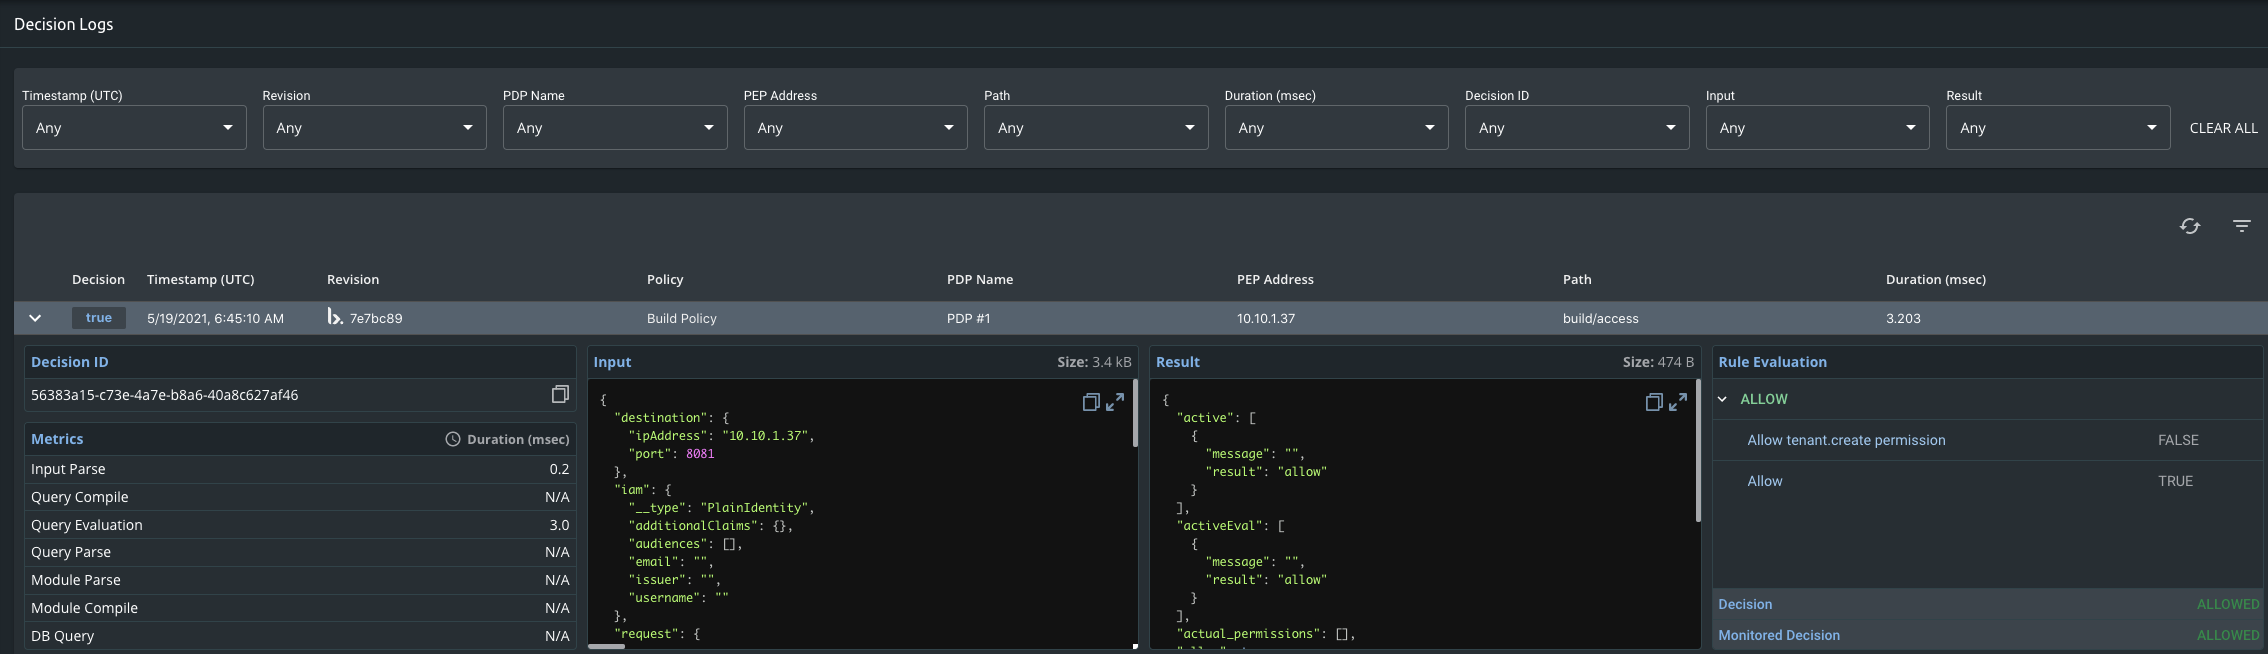 Decision Logs
Timestamp (UTC) Revision PDP Name PEP Address Path Duration (msec) Decision ID Input Result
Any Any Any Any Any Any Any Any Any CLEAR ALL
Decision Timestamp (UTC) Revision Policy PDP Name PEP Address Path Duration (msec)
true 5/19/2021, 6:45:10 AM 7e7bc89 Build Policy PDP #1 10.10.1.37 build/access 3.203
Decision ID
56383a15-c73e-4a7e-b8a6-40a8c627af46
Metrics Duration (msec)
Input Parse 0.2
Query Compile N/A
Query Evaluation 3.0
Query Parse N/A
Module Parse N/A
Module Compile N/A
DB Query N/A
Input Size: 3.4 kB
{
"destination": {
"ipAddress": "10.10.1.37",
"port": 8081
},
"iam": {
"__type": "PlainIdentity",
"additionalClaims": {},
"audiences": [],
"email": "",
"issuer": "",
"username": ""
},
"request": {
Result Size: 474 B
{
"active": [
{
"message": "",
"result": "allow"
}
],
"activeEval": [
{
"message": "",
"result": "allow"
}
],
"actual_permissions": [],
Rule Evaluation
ALLOW
Allow tenant.create permission FALSE
Allow TRUE
Decision ALLOWED
Monitored Decision ALLOWED